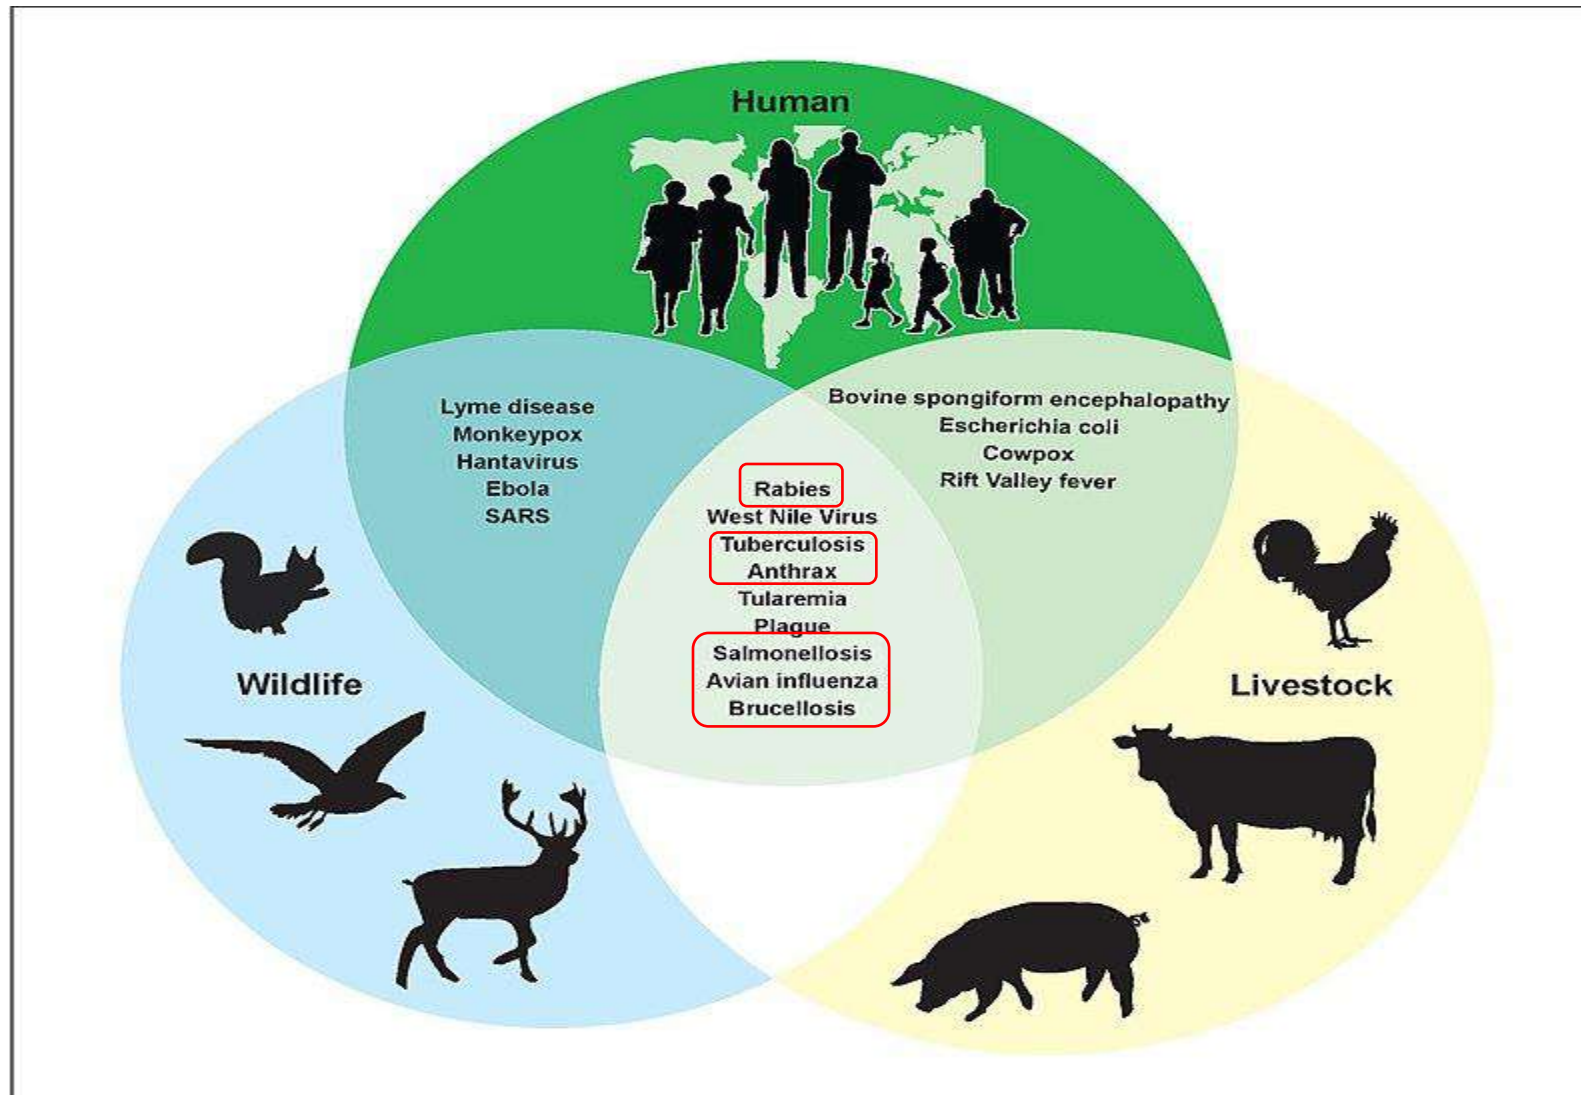 Human
Lyme disease
Monkeypox
Hantavirus
Ebola
SARS
Bovine spongiform encephalopathy
Escherichia coli
Cowpox
Rift Valley fever
Rabies
West Nile Virus
Tuberculosis
Anthrax
Tularemia
Plague
Salmonellosis
Avian influenza
Brucellosis
Wildlife
Livestock